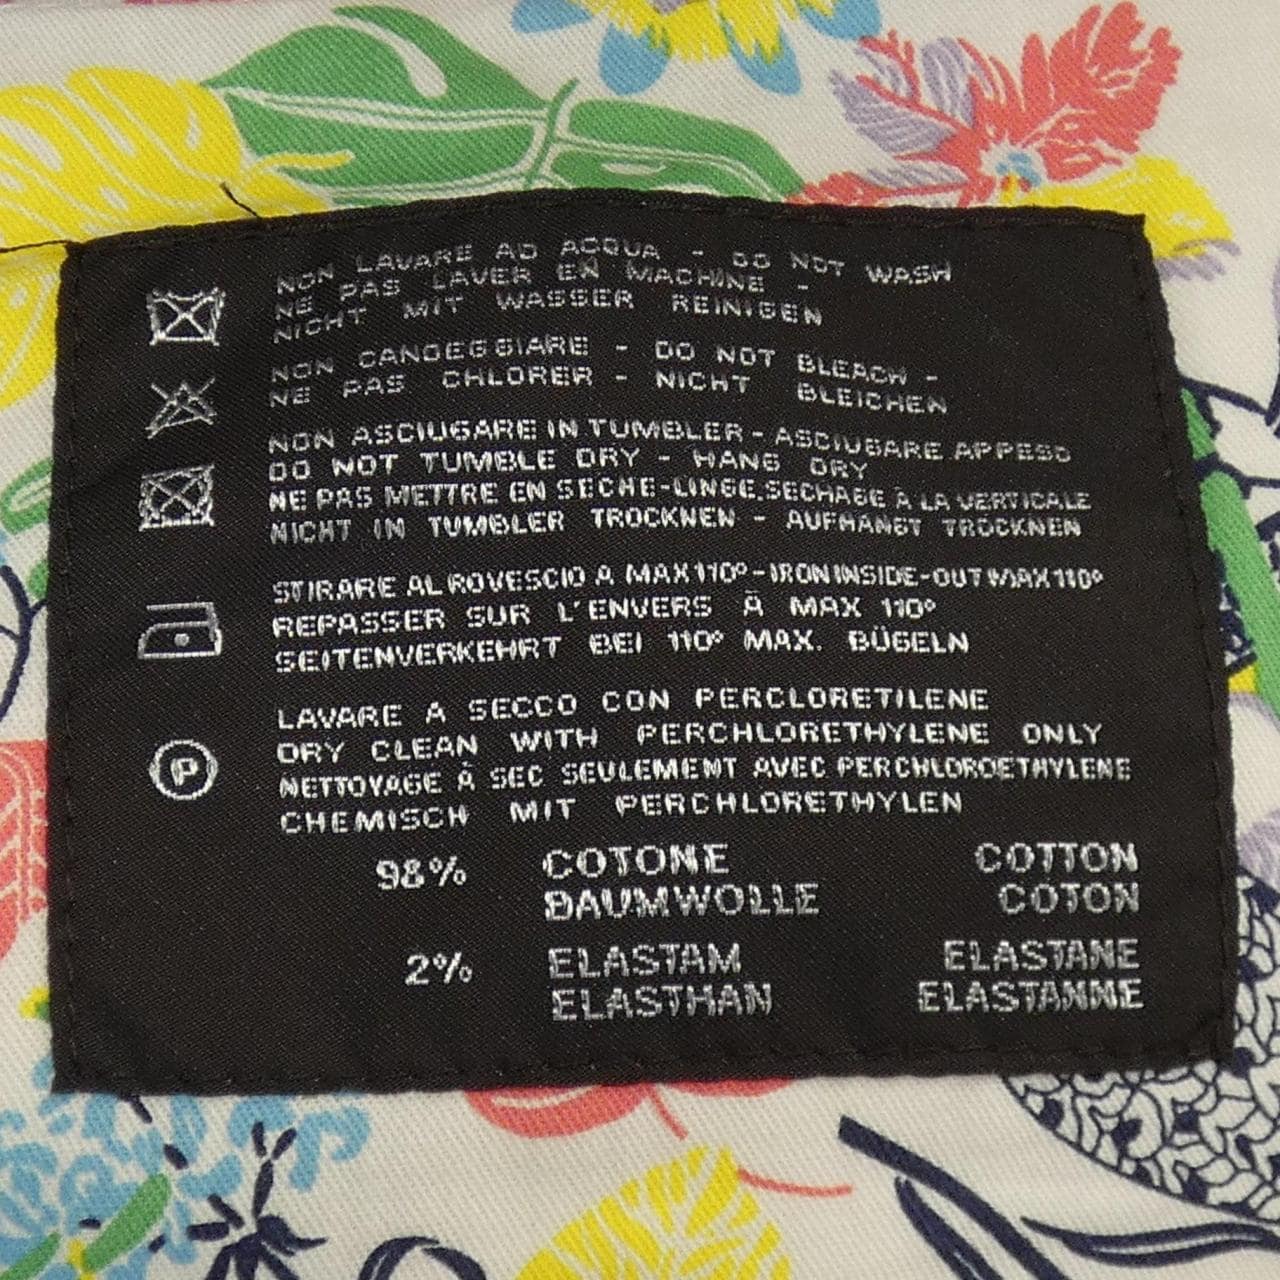 NON LAVARE AD ACQUA - DO NOT WASH
NE PAS LAVER EN MACHINE -
NICHT MIT WASSER REINIGEN
NON CANDEGGIARE - DO NOT BLEACH -
NE PAS CHLORER - NICHT BLEICHEN
NON ASCIUGARE IN TUMBLER - ASCIUGARE APPESO
DO NOT TUMBLE DRY - HANG DRY
NE PAS METTRE EN SECHE-LINGE.SECHAGE À LA VERTICALE
NICHT IN TUMBLER TROCKNEN - AUFHANGT TROCKNEN
STIRARE AL ROVESCIO A MAX 110° - IRON INSIDE-OUT MAX 110°
REPASSER SUR L'ENVERS À MAX 110°
SEITENVERKEHRT BEI 110° MAX. BÜGELN
P
LAVARE A SECCO CON PERCLORETILENE
DRY CLEAN WITH PERCHLORETHYLENE ONLY
NETTOYAGE À SEC SEULEMENT AVEC PERCHLOROETHYLENE
CHEMISCH MIT PERCHLORETHYLEN
98% COTONE COTTON
BAUMWOLLE COTON
2% ELASTAM ELASTANE
ELASTHAN ELASTANNE